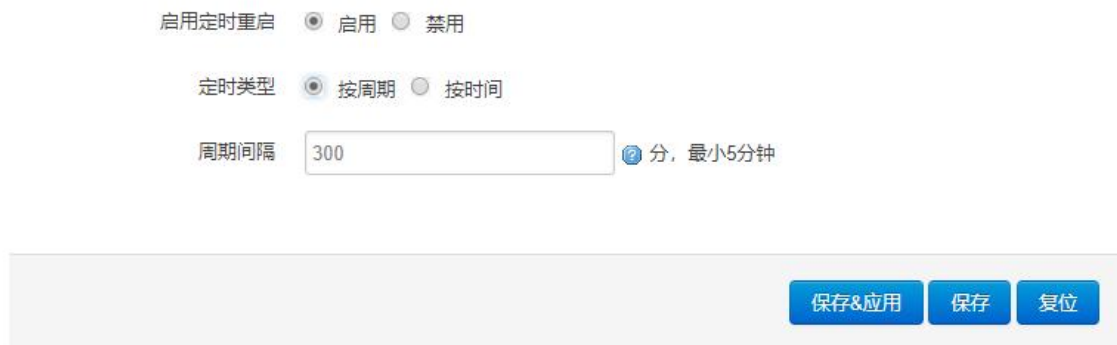 启用定时重启 启用 禁用
定时类型 按周期 按时间
周期间隔 300 分，最小5分钟
保存&应用 保存 复位